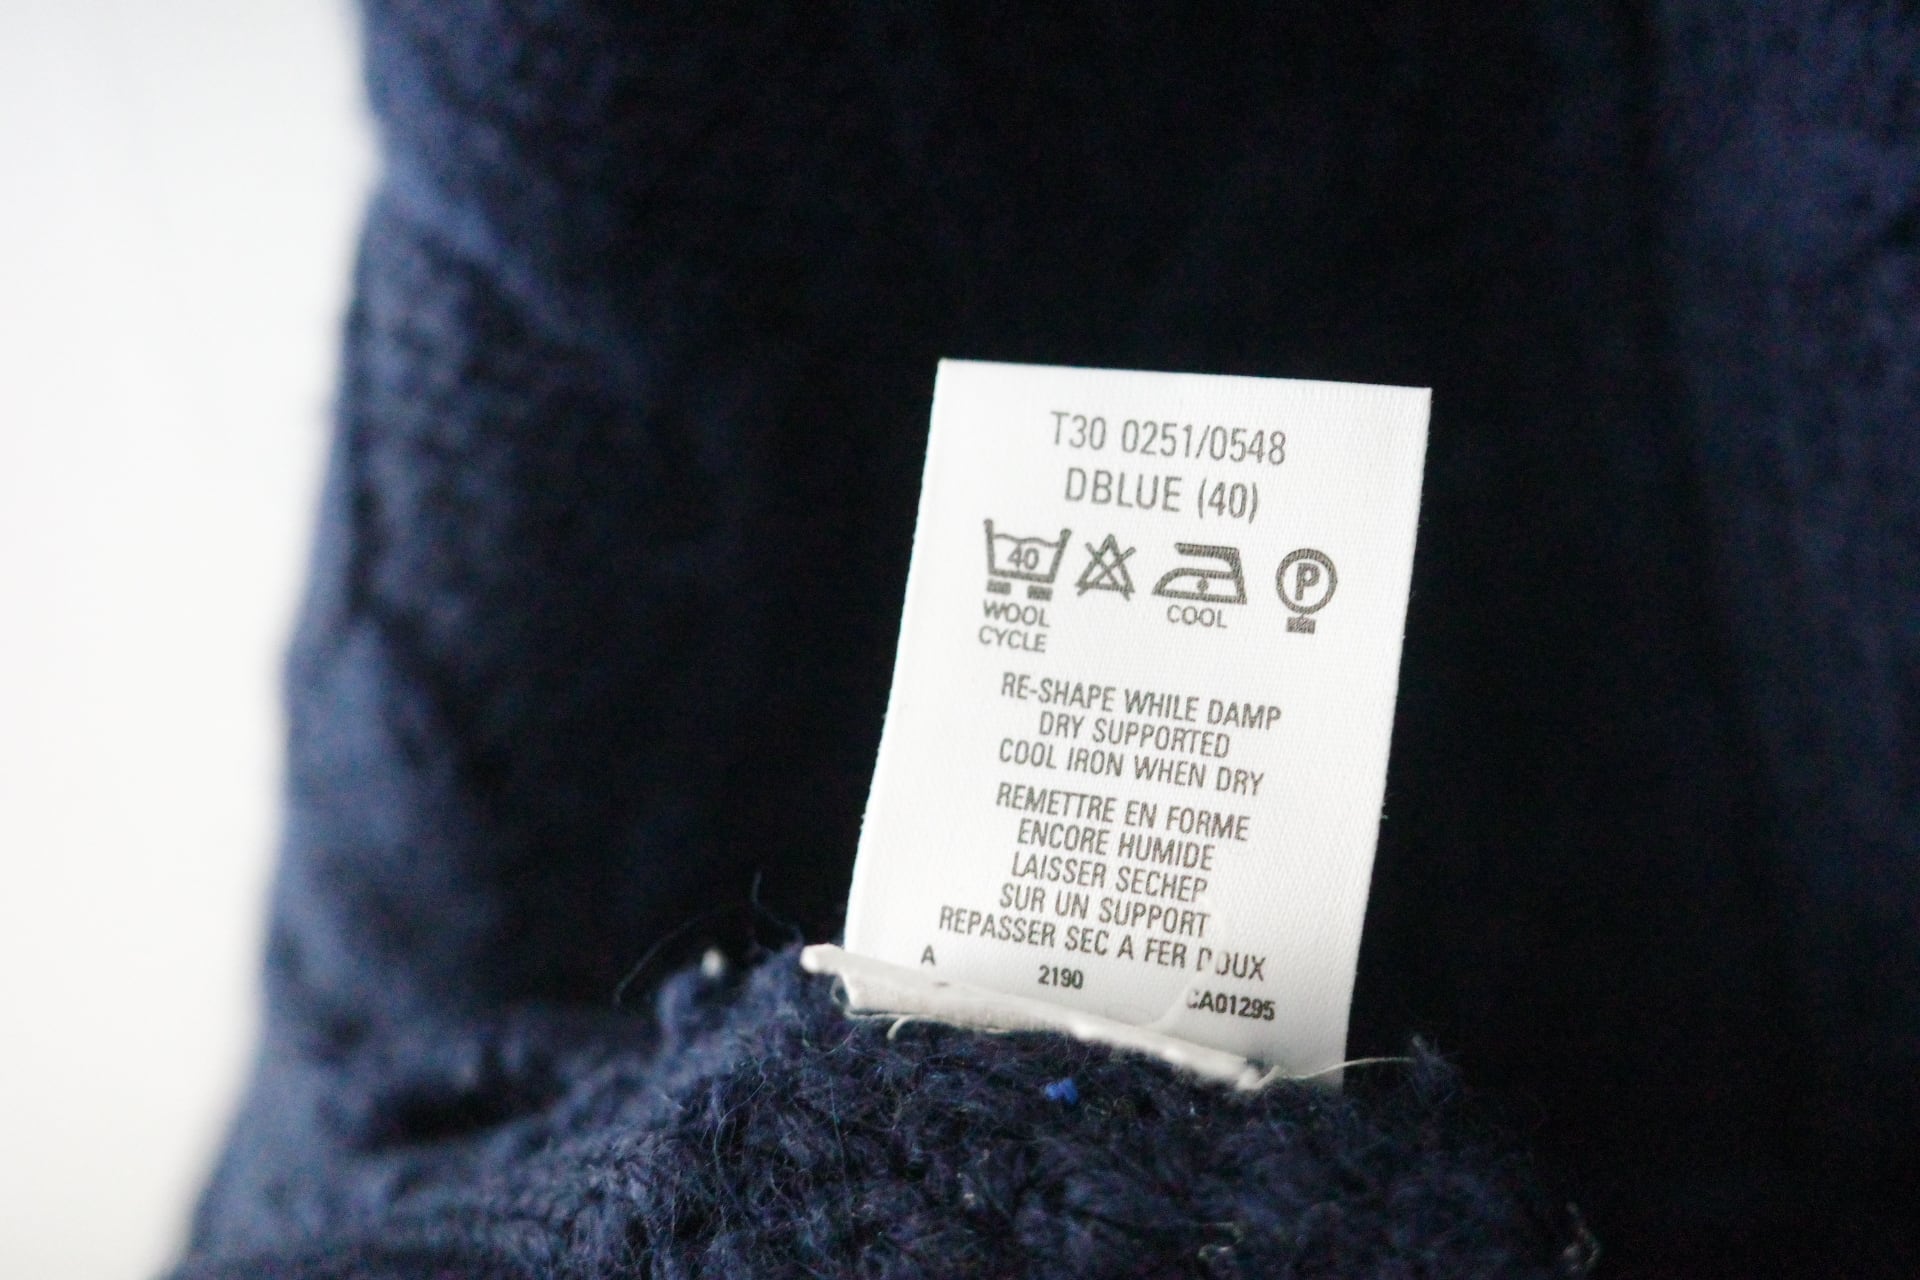 T30 0251/0548
DBLUE (40)
40 P
WOOL COOL
CYCLE
RE-SHAPE WHILE DAMP
DRY SUPPORTED
COOL IRON WHEN DRY
REMETTRE EN FORME
ENCORE HUMIDE
LAISSER SECHER
SUR UN SUPPORT
REPASSER SEC A FER DOUX
A 2190 CA01295